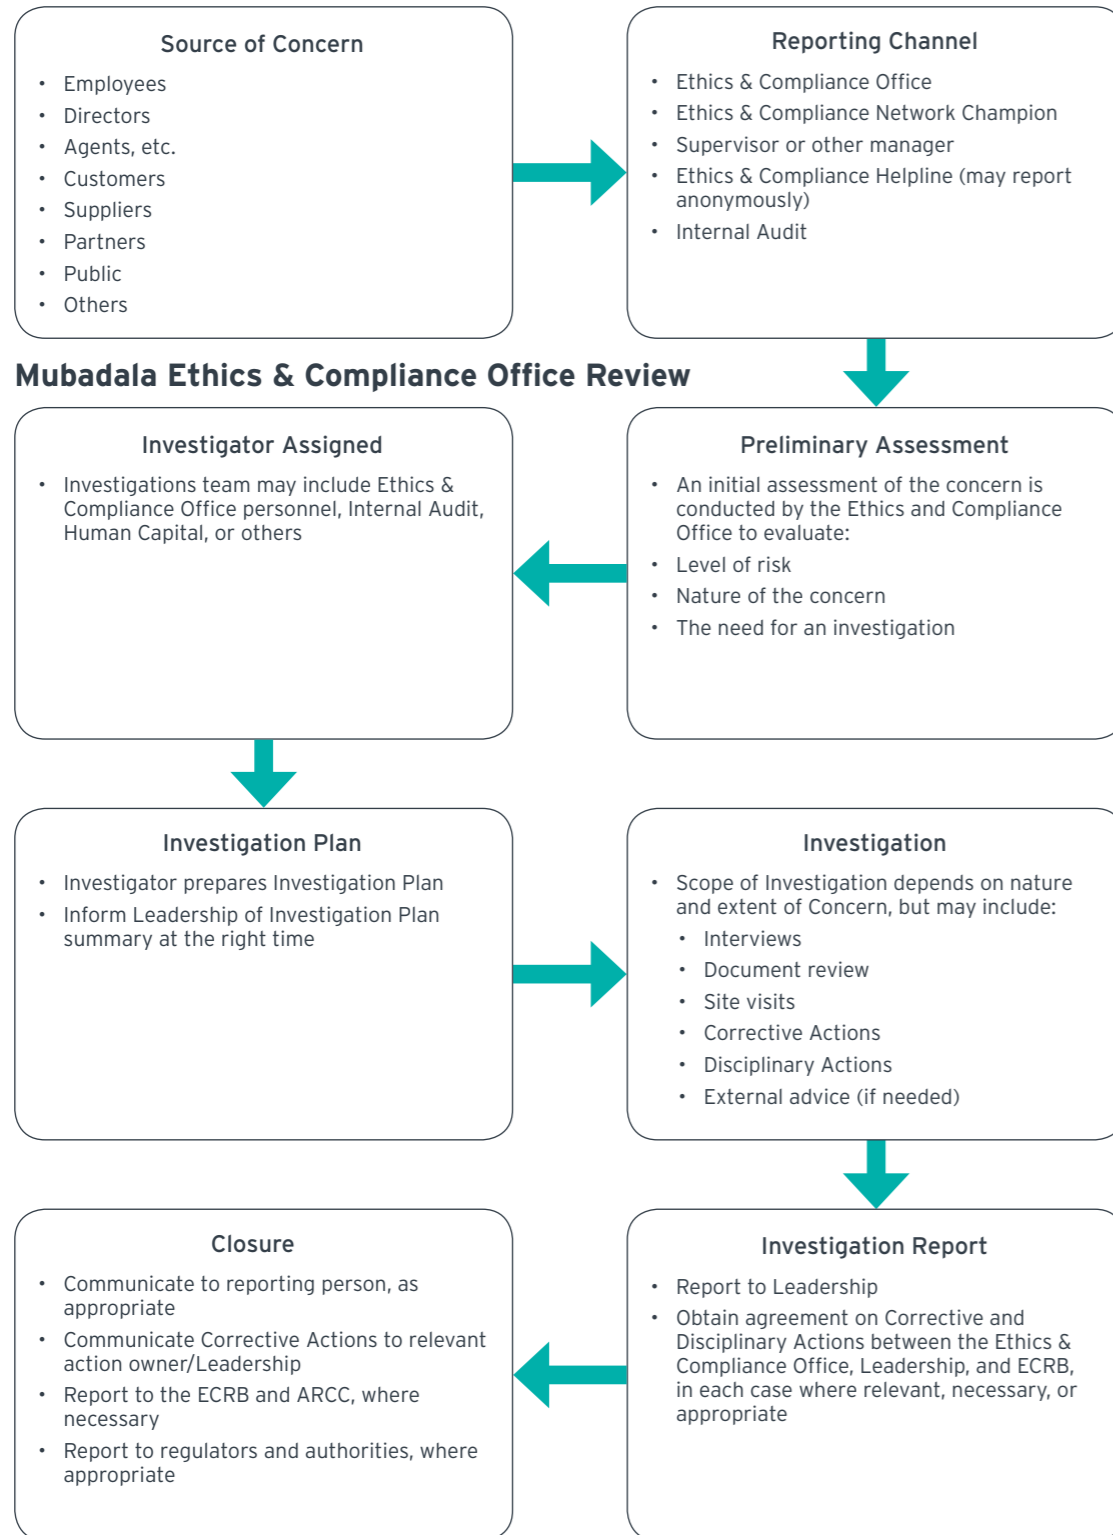 Source of Concern
• Employees
• Directors
• Agents, etc.
• Customers
• Suppliers
• Partners
• Public
• Others
Reporting Channel
• Ethics & Compliance Office
• Ethics & Compliance Network Champion
• Supervisor or other manager
• Ethics & Compliance Helpline (may report
anonymously)
• Internal Audit
Mubadala Ethics & Compliance Office Review
Preliminary Assessment
• An initial assessment of the concern is
conducted by the Ethics and Compliance
Office to evaluate:
• Level of risk
• Nature of the concern
• The need for an investigation
Investigator Assigned
• Investigations team may include Ethics &
Compliance Office personnel, Internal Audit,
Human Capital, or others
Investigation Plan
• Investigator prepares Investigation Plan
• Inform Leadership of Investigation Plan
summary at the right time
Investigation
• Scope of Investigation depends on nature
and extent of Concern, but may include:
• Interviews
• Document review
• Site visits
• Corrective Actions
• Disciplinary Actions
• External advice (if needed)
Investigation Report
• Report to Leadership
• Obtain agreement on Corrective and
Disciplinary Actions between the Ethics &
Compliance Office, Leadership, and ECRB,
in each case where relevant, necessary, or
appropriate
Closure
• Communicate to reporting person, as
appropriate
• Communicate Corrective Actions to relevant
action owner/Leadership
• Report to the ECRB and ARCC, where
necessary
• Report to regulators and authorities, where
appropriate